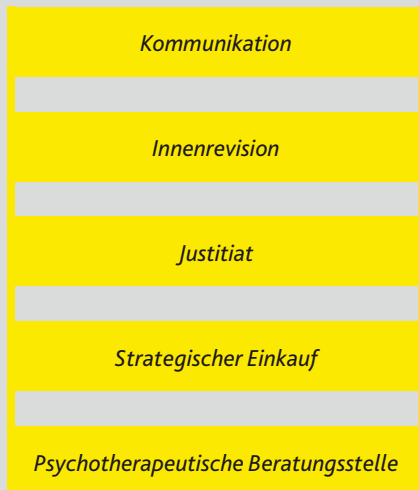 Kommunikation
Innenrevision
Justitiat
Strategischer Einkauf
Psychotherapeutische Beratungsstelle